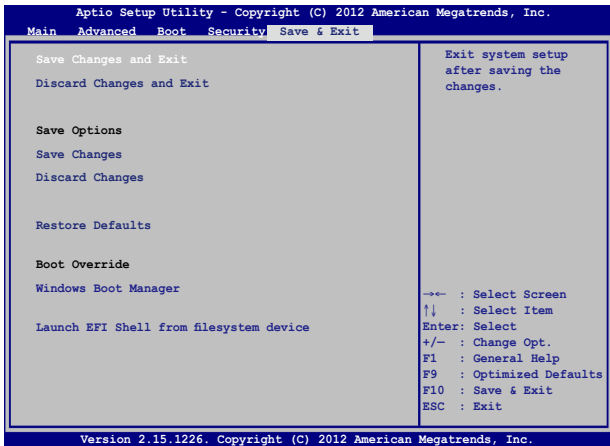 Aptio Setup Utility - Copyright (C) 2012 American Megatrends, Inc.
Main Advanced Boot Security Save & Exit
Save Changes and Exit
Discard Changes and Exit
Save Options
Save Changes
Discard Changes
Restore Defaults
Boot Override
Windows Boot Manager
Launch EFI Shell from filesystem device
Exit system setup
after saving the
changes.
→← : Select Screen
↑↓ : Select Item
Enter: Select
+/— : Change Opt.
F1 : General Help
F9 : Optimized Defaults
F10 : Save & Exit
ESC : Exit
Version 2.15.1226. Copyright (C) 2012 American Megatrends, Inc.